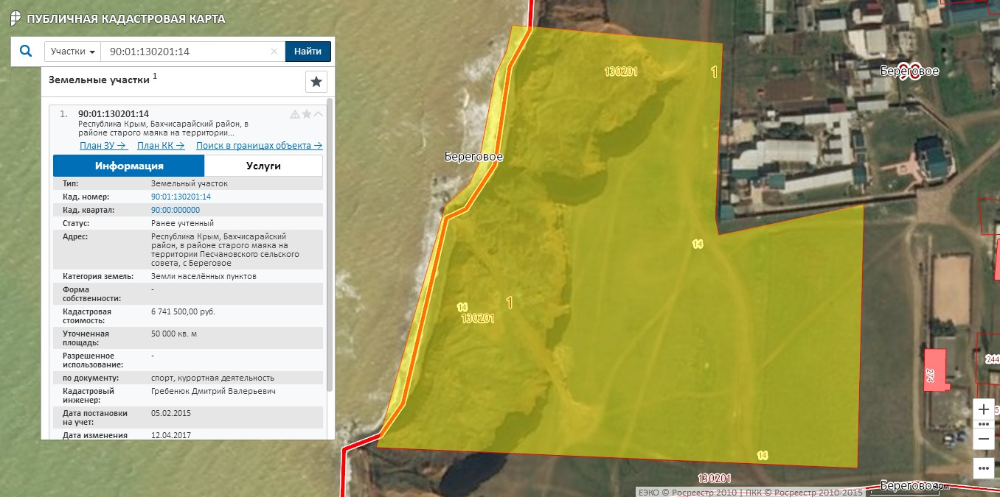 ПУБЛИЧНАЯ КАДАСТРОВАЯ КАРТА
Участки 90:01:130201:14 × Найти
Земельные участки 1
1. 90:01:130201:14
Республика Крым, Бахчисарайский район, в
районе старого маяка на территории...
План ЗУ → План КК → Поиск в границах объекта →
Информация Услуги
Тип: Земельный участок
Кад. номер: 90:01:130201:14
Кад. квартал: 90:00:000000
Статус: Ранее учтенный
Адрес: Республика Крым, Бахчисарайский
район, в районе старого маяка на
территории Песчановского сельского
совета, с Береговое
Категория земель: Земли населённых пунктов
Форма
собственности: -
Кадастровая
стоимость: 6 741 500,00 руб.
Уточненная
площадь: 50 000 кв. м
Разрешенное
использование: -
по документу: спорт, курортная деятельность
Кадастровый
инженер: Гребенюк Дмитрий Валерьевич
Дата постановки
на учет: 05.02.2015
Дата изменения 12.04.2017
130201
1
Береговое
90
Береговое
14
14
1
130201
244
274
5
14
130201
Береговое
ЕЭКО © Росреестр 2010 | ПКК © Росреестр 2010-2015